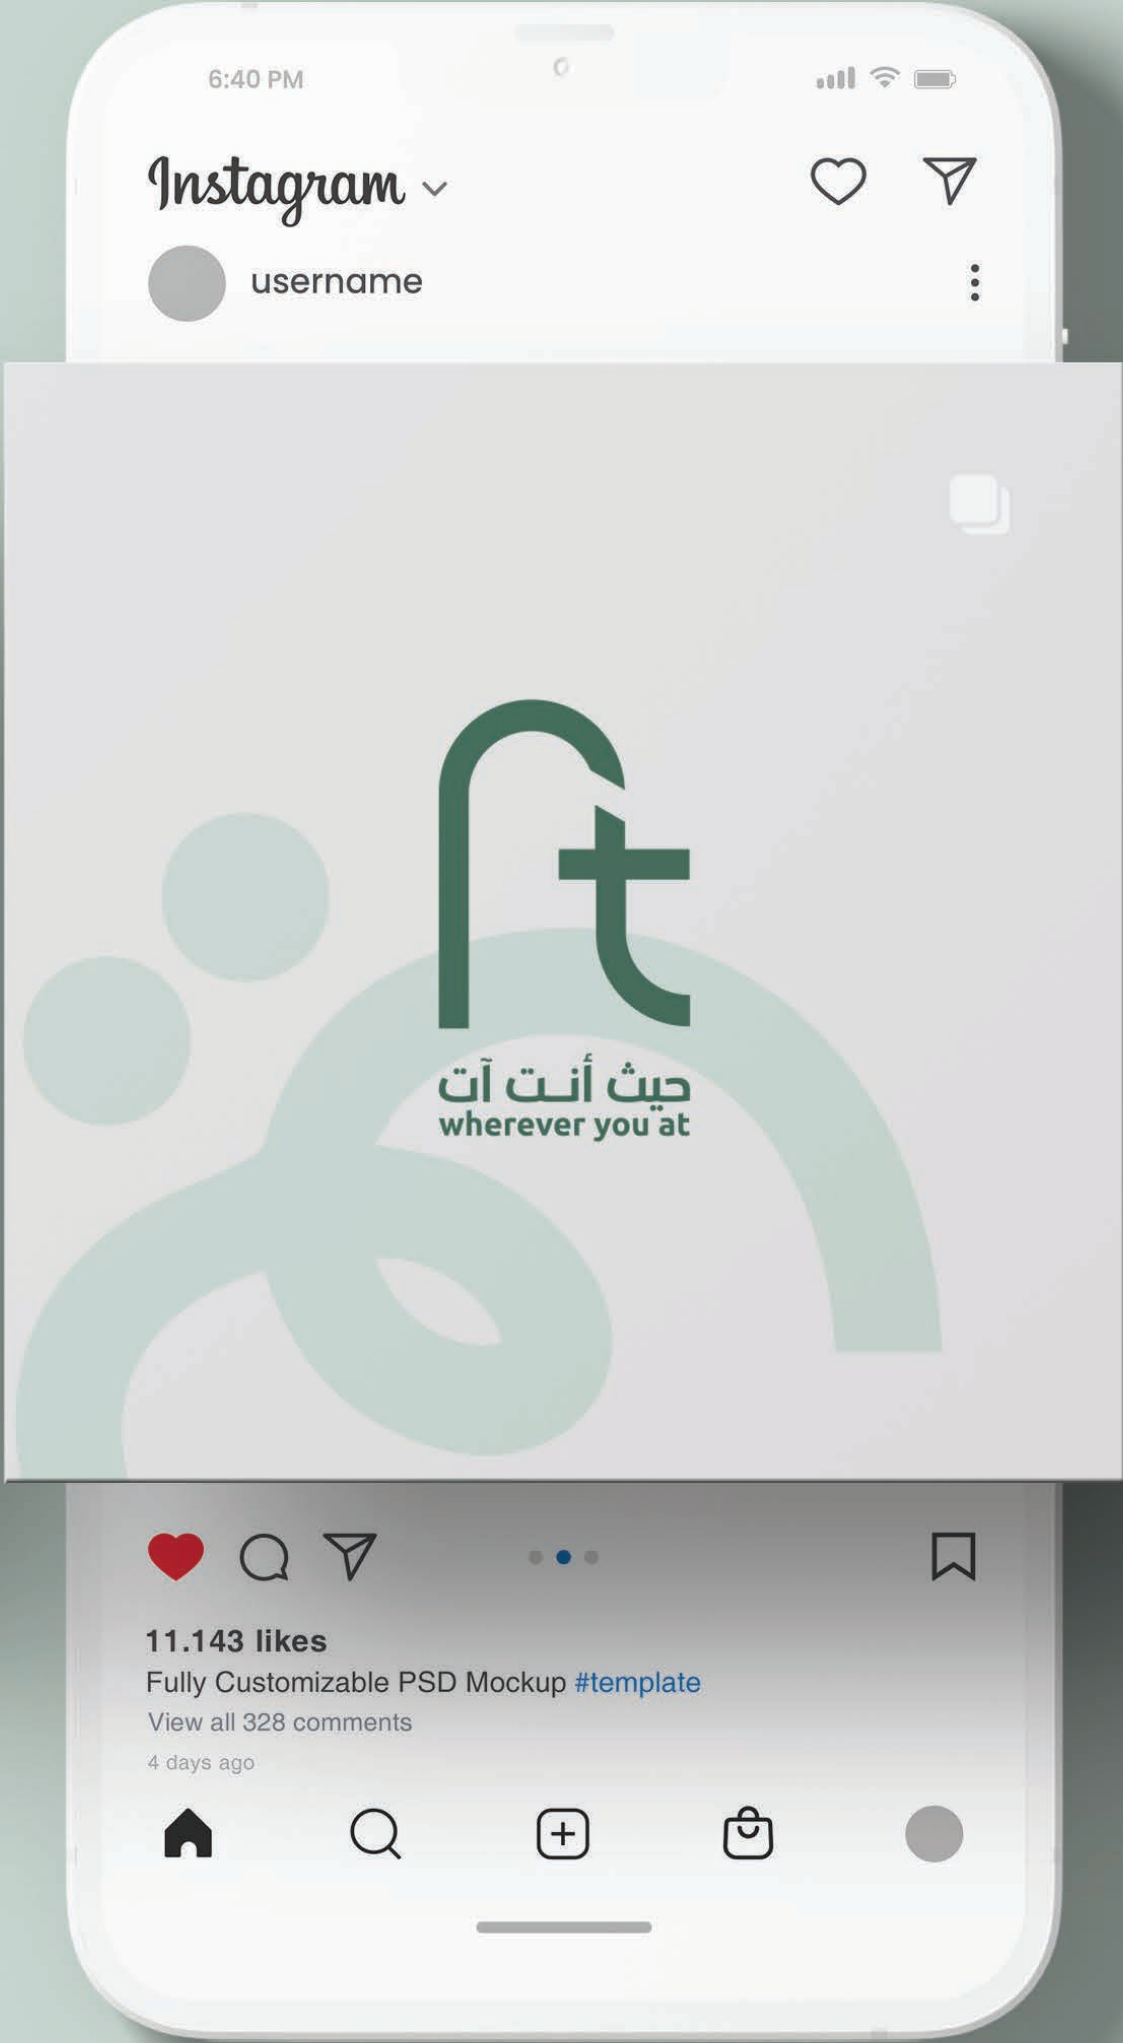 6:40 PM
Instagram
username
ft
حيث أنت آت
wherever you at
11.143 likes
Fully Customizable PSD Mockup #template
View all 328 comments
4 days ago